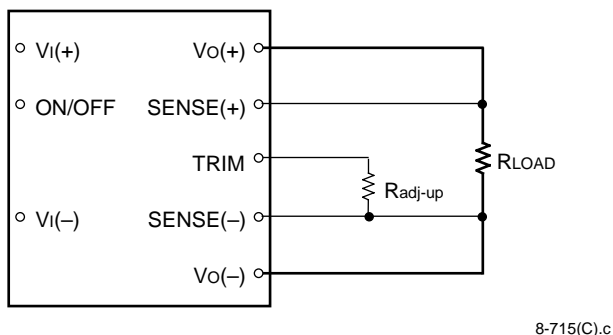 VI(+) VO(+)
ON/OFF SENSE(+)
TRIM
RLOAD
Radj-up
VI(–) SENSE(–)
VO(–)
8-715(C).c